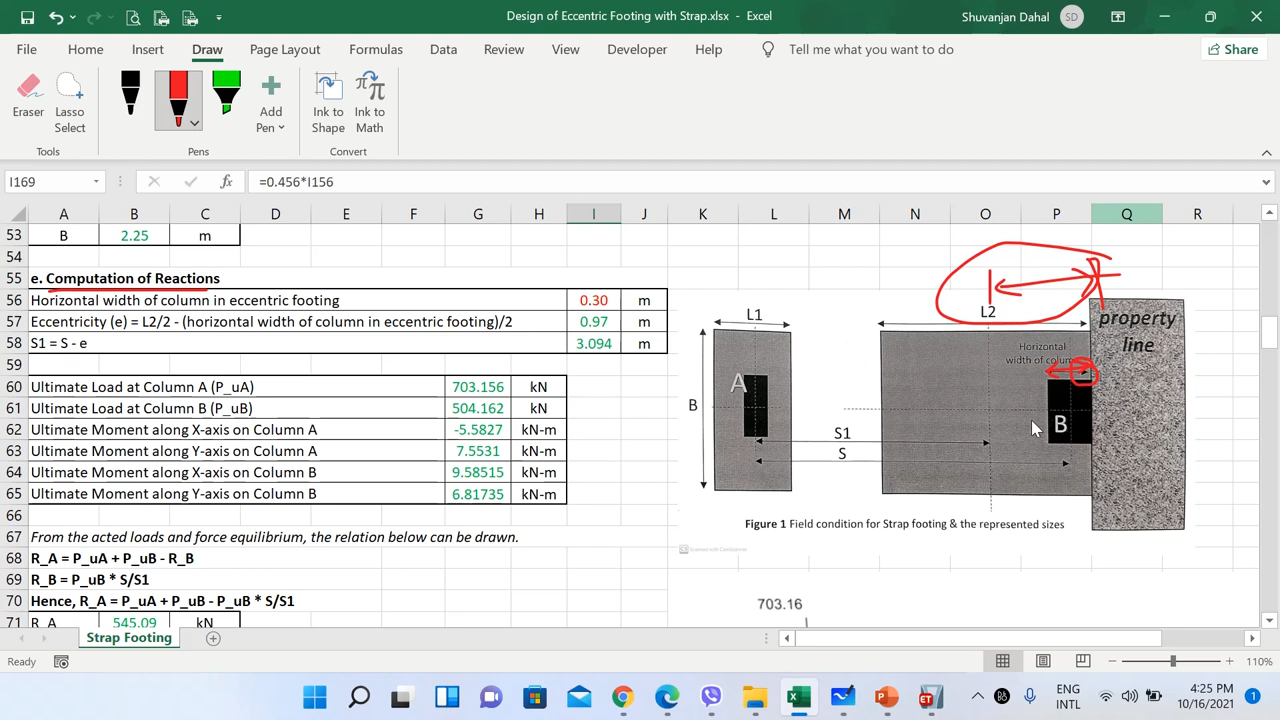 Design of Eccentric Footing with Strap.xlsx - Excel
Shuvanjan Dahal SD
File Home Insert Draw Page Layout Formulas Data Review View Developer Help Tell me what you want to do Share
Eraser Lasso Select Add Pen Ink to Shape Ink to Math
Tools Pens Convert
I169 fx =0.456*I156
A B C D E F G H I J K L M N O P Q R
53 B 2.25 m
54
55 e. Computation of Reactions
56 Horizontal width of column in eccentric footing 0.30 m
57 Eccentricity (e) = L2/2 - (horizontal width of column in eccentric footing)/2 0.97 m
58 S1 = S - e 3.094 m
59
60 Ultimate Load at Column A (P_uA) 703.156 kN
61 Ultimate Load at Column B (P_uB) 504.162 kN
62 Ultimate Moment along X-axis on Column A -5.5827 kN-m
63 Ultimate Moment along Y-axis on Column A 7.5531 kN-m
64 Ultimate Moment along X-axis on Column B 9.58515 kN-m
65 Ultimate Moment along Y-axis on Column B 6.81735 kN-m
66
67 From the acted loads and force equilibrium, the relation below can be drawn.
68 R_A = P_uA + P_uB - R_B
69 R_B = P_uB * S/S1
70 Hence, R_A = P_uA + P_uB - P_uB * S/S1
71 R_A 545.09 kN
L1
L2
property
line
Horizontal
width of column
A
B
B
S1
S
Figure 1 Field condition for Strap footing & the represented sizes
CS Scanned with CamScanner
703.16
Strap Footing
Ready 110%
ENG
INTL
4:25 PM
10/16/2021